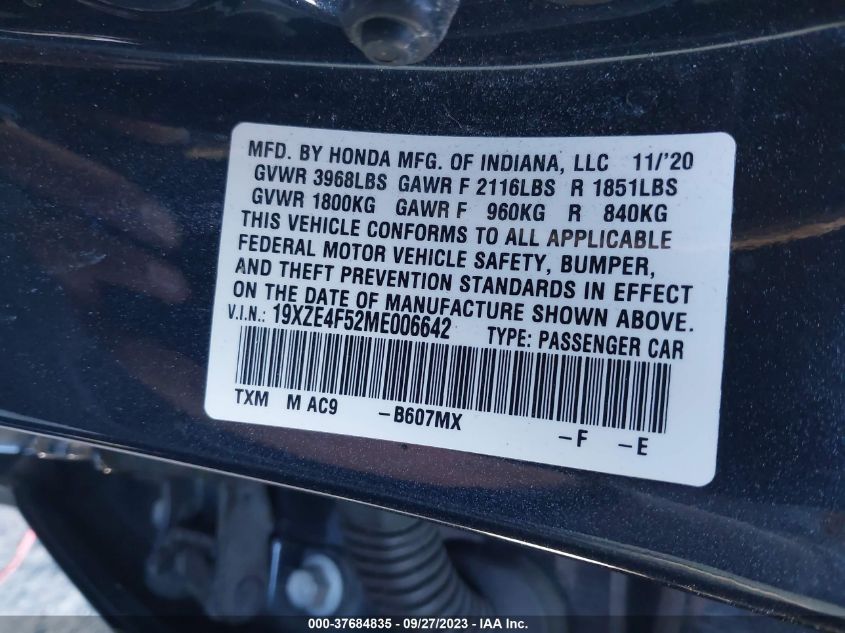 MFD. BY HONDA MFG. OF INDIANA, LLC 11/'20
GVWR 3968LBS GAWR F 2116LBS R 1851LBS
GVWR 1800KG GAWR F 960KG R 840KG
THIS VEHICLE CONFORMS TO ALL APPLICABLE
FEDERAL MOTOR VEHICLE SAFETY, BUMPER,
AND THEFT PREVENTION STANDARDS IN EFFECT
ON THE DATE OF MANUFACTURE SHOWN ABOVE.
V.I.N.: 19XZE4F52ME006642 TYPE: PASSENGER CAR
TXM M AC9 -B607MX -F -E
000-37684835 - 09/27/2023 - IAAI.com